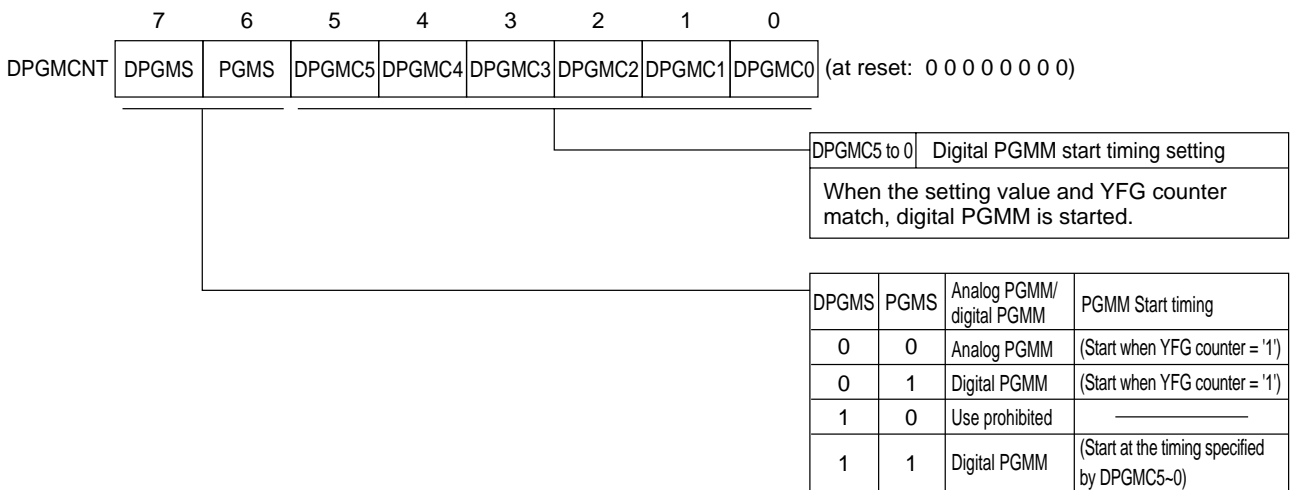 7 6 5 4 3 2 1 0
DPGMCNT DPGMS PGMS DPGMC5 DPGMC4 DPGMC3 DPGMC2 DPGMC1 DPGMC0 (at reset: 0 0 0 0 0 0 0 0)
DPGMC5 to 0 Digital PGMM start timing setting
When the setting value and YFG counter
match, digital PGMM is started.
DPGMS PGMS Analog PGMM/
digital PGMM PGMM Start timing
0 0 Analog PGMM (Start when YFG counter = '1')
0 1 Digital PGMM (Start when YFG counter = '1')
1 0 Use prohibited
1 1 Digital PGMM (Start at the timing specified
by DPGMC5~0)